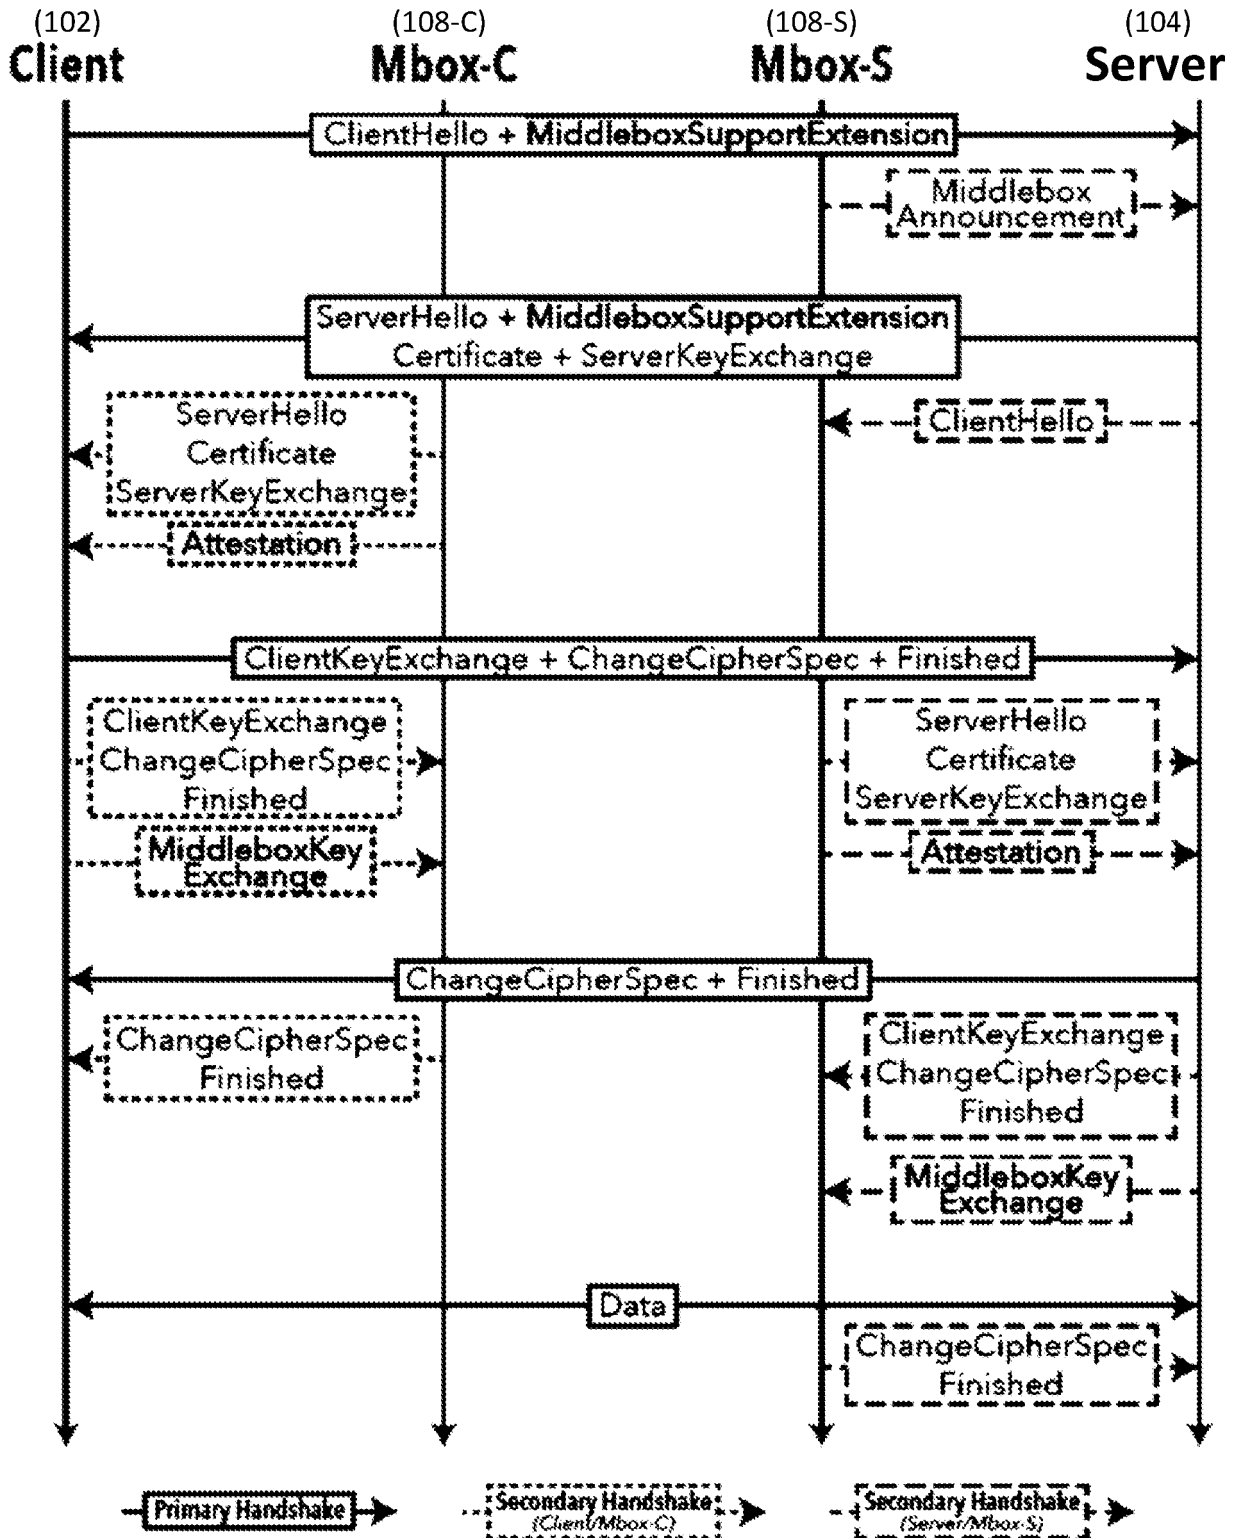 (102) (108-C) (108-S) (104)
Client Mbox-C Mbox-S Server
ClientHello + MiddleboxSupportExtension
Middlebox
Announcement
ServerHello + MiddleboxSupportExtension
Certificate + ServerKeyExchange
ServerHello
Certificate
ServerKeyExchange
ClientHello
Attestation
ClientKeyExchange + ChangeCipherSpec + Finished
ClientKeyExchange
ChangeCipherSpec
Finished
ServerHello
Certificate
ServerKeyExchange
MiddleboxKey
Exchange
Attestation
ChangeCipherSpec + Finished
ChangeCipherSpec
Finished
ClientKeyExchange
ChangeCipherSpec
Finished
MiddleboxKey
Exchange
Data
ChangeCipherSpec
Finished
Primary Handshake
Secondary Handshake
(Client/Mbox-C)
Secondary Handshake
(Server/Mbox-S)